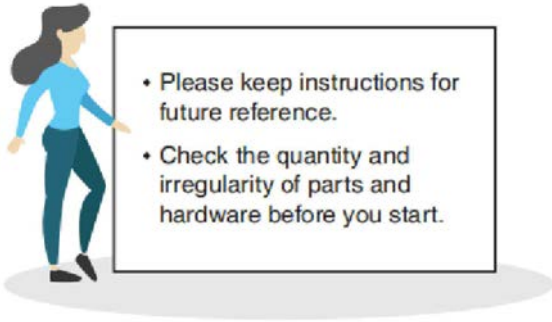 • Please keep instructions for
future reference.
• Check the quantity and
irregularity of parts and
hardware before you start.